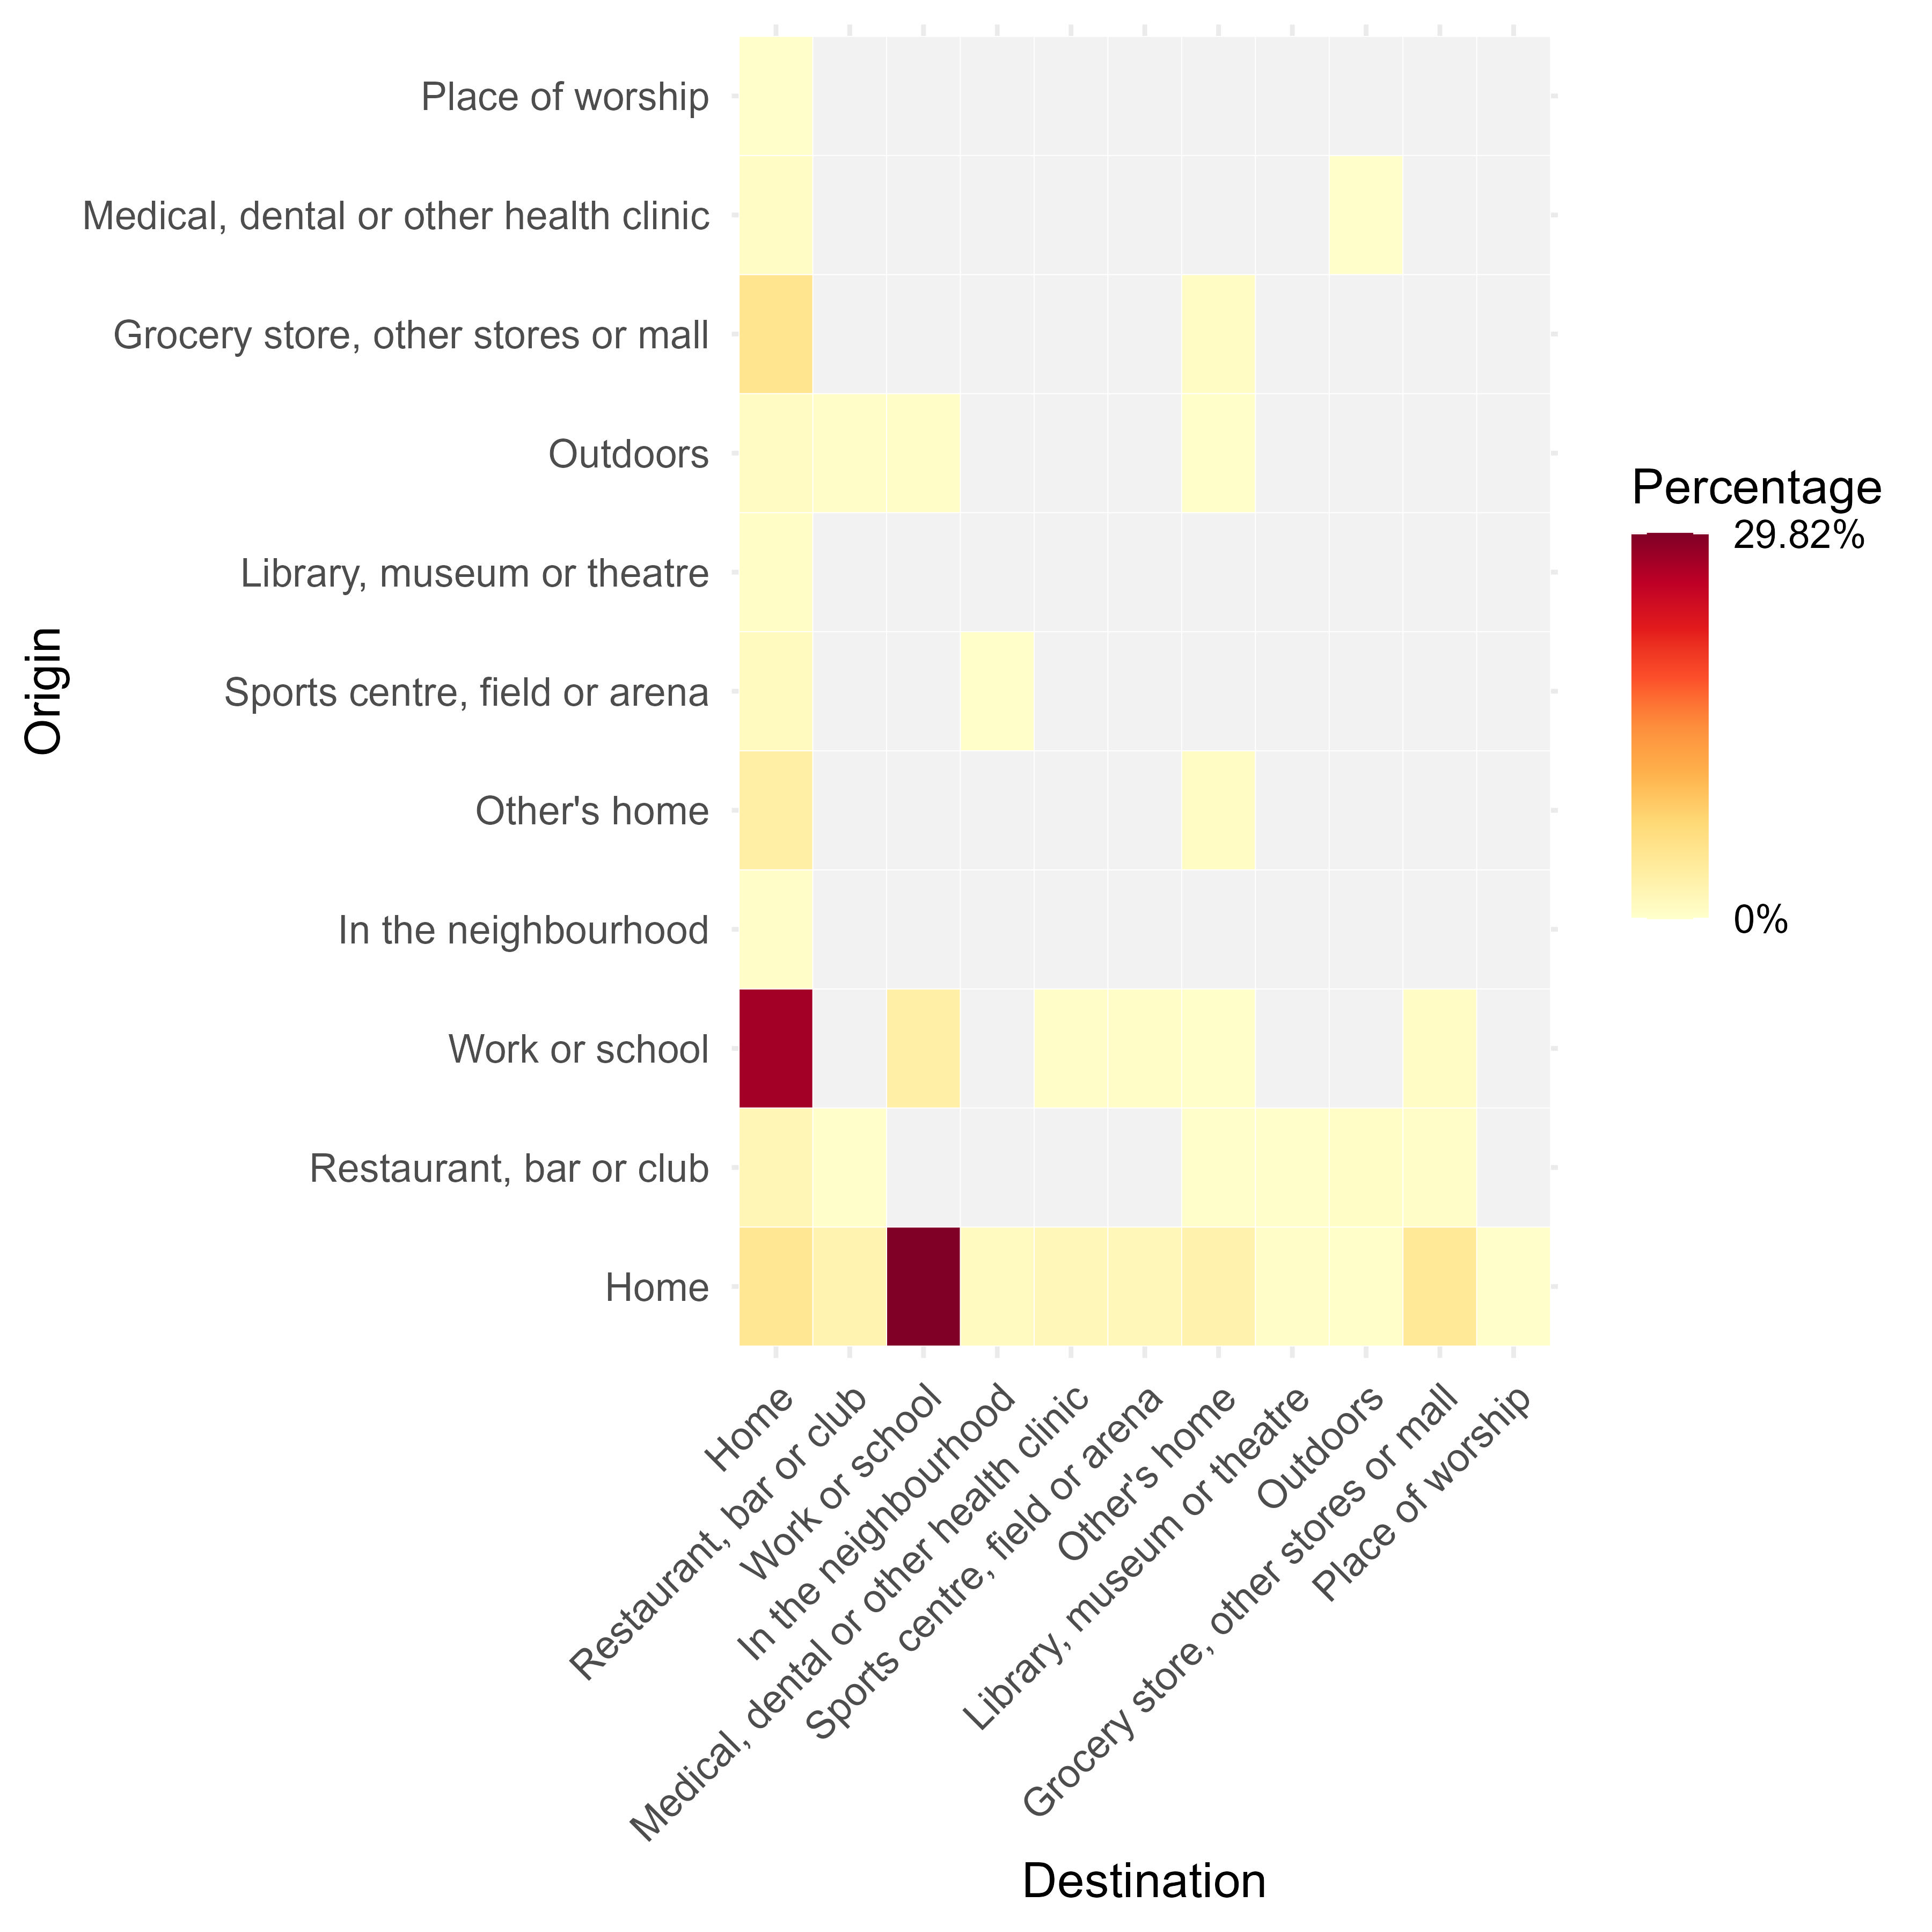 Place of worship
Medical, dental or other health clinic
Grocery store, other stores or mall
Outdoors
Library, museum or theatre
Sports centre, field or arena
Other's home
In the neighbourhood
Work or school
Restaurant, bar or club
Home
Origin
Home
Restaurant, bar or club
Work or school
In the neighbourhood
Medical, dental or other health clinic
Sports centre, field or arena
Other's home
Library, museum or theatre
Outdoors
Grocery store, other stores or mall
Place of worship
Destination
Percentage
29.82%
0%